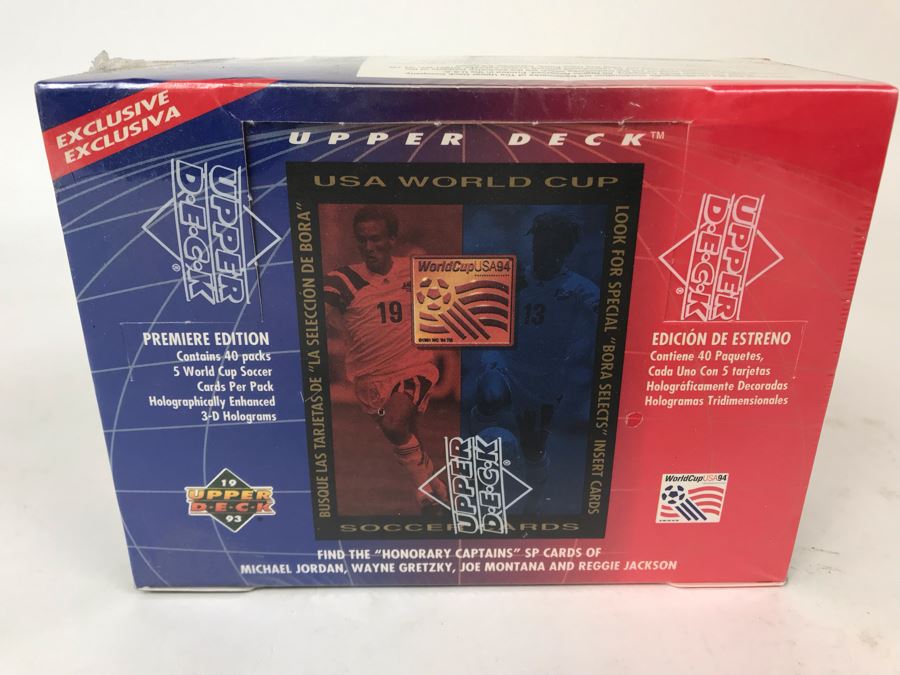 EXCLUSIVE
EXCLUSIVA
UPPER DECK™
USA WORLD CUP
UPPER
D·E·C·K®
BUSQUE LAS TARJETAS DE "LA SELECCIÓN DE BORA"
LOOK FOR SPECIAL "BORA SELECTS" INSERT CARDS
WorldCupUSA94
19
13
UPPER
D·E·C·K®
PREMIERE EDITION
Contains 40 packs
5 World Cup Soccer
Cards Per Pack
Holographically Enhanced
3-D Holograms
EDICIÓN DE ESTRENO
Contiene 40 Paquetes,
Cada Uno Con 5 tarjetas
Holográficamente Decoradas
Hologramas Tridimensionales
UPPER
D·E·C·K®
19
UPPER
D·E·C·K
93
WorldCupUSA94
SOCCER CARDS
FIND THE "HONORARY CAPTAINS" SP CARDS OF
MICHAEL JORDAN, WAYNE GRETZKY, JOE MONTANA AND REGGIE JACKSON